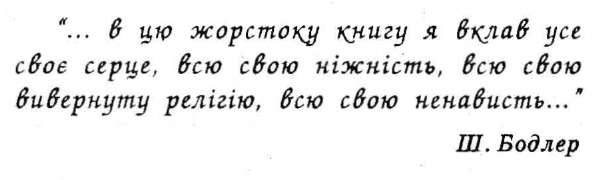 “... в цю жорстоку книгу я вклав усе
своє серце, всю свою ніжність, всю свою
вивернуту релігію, всю свою ненависть...”
Ш. Бодлер